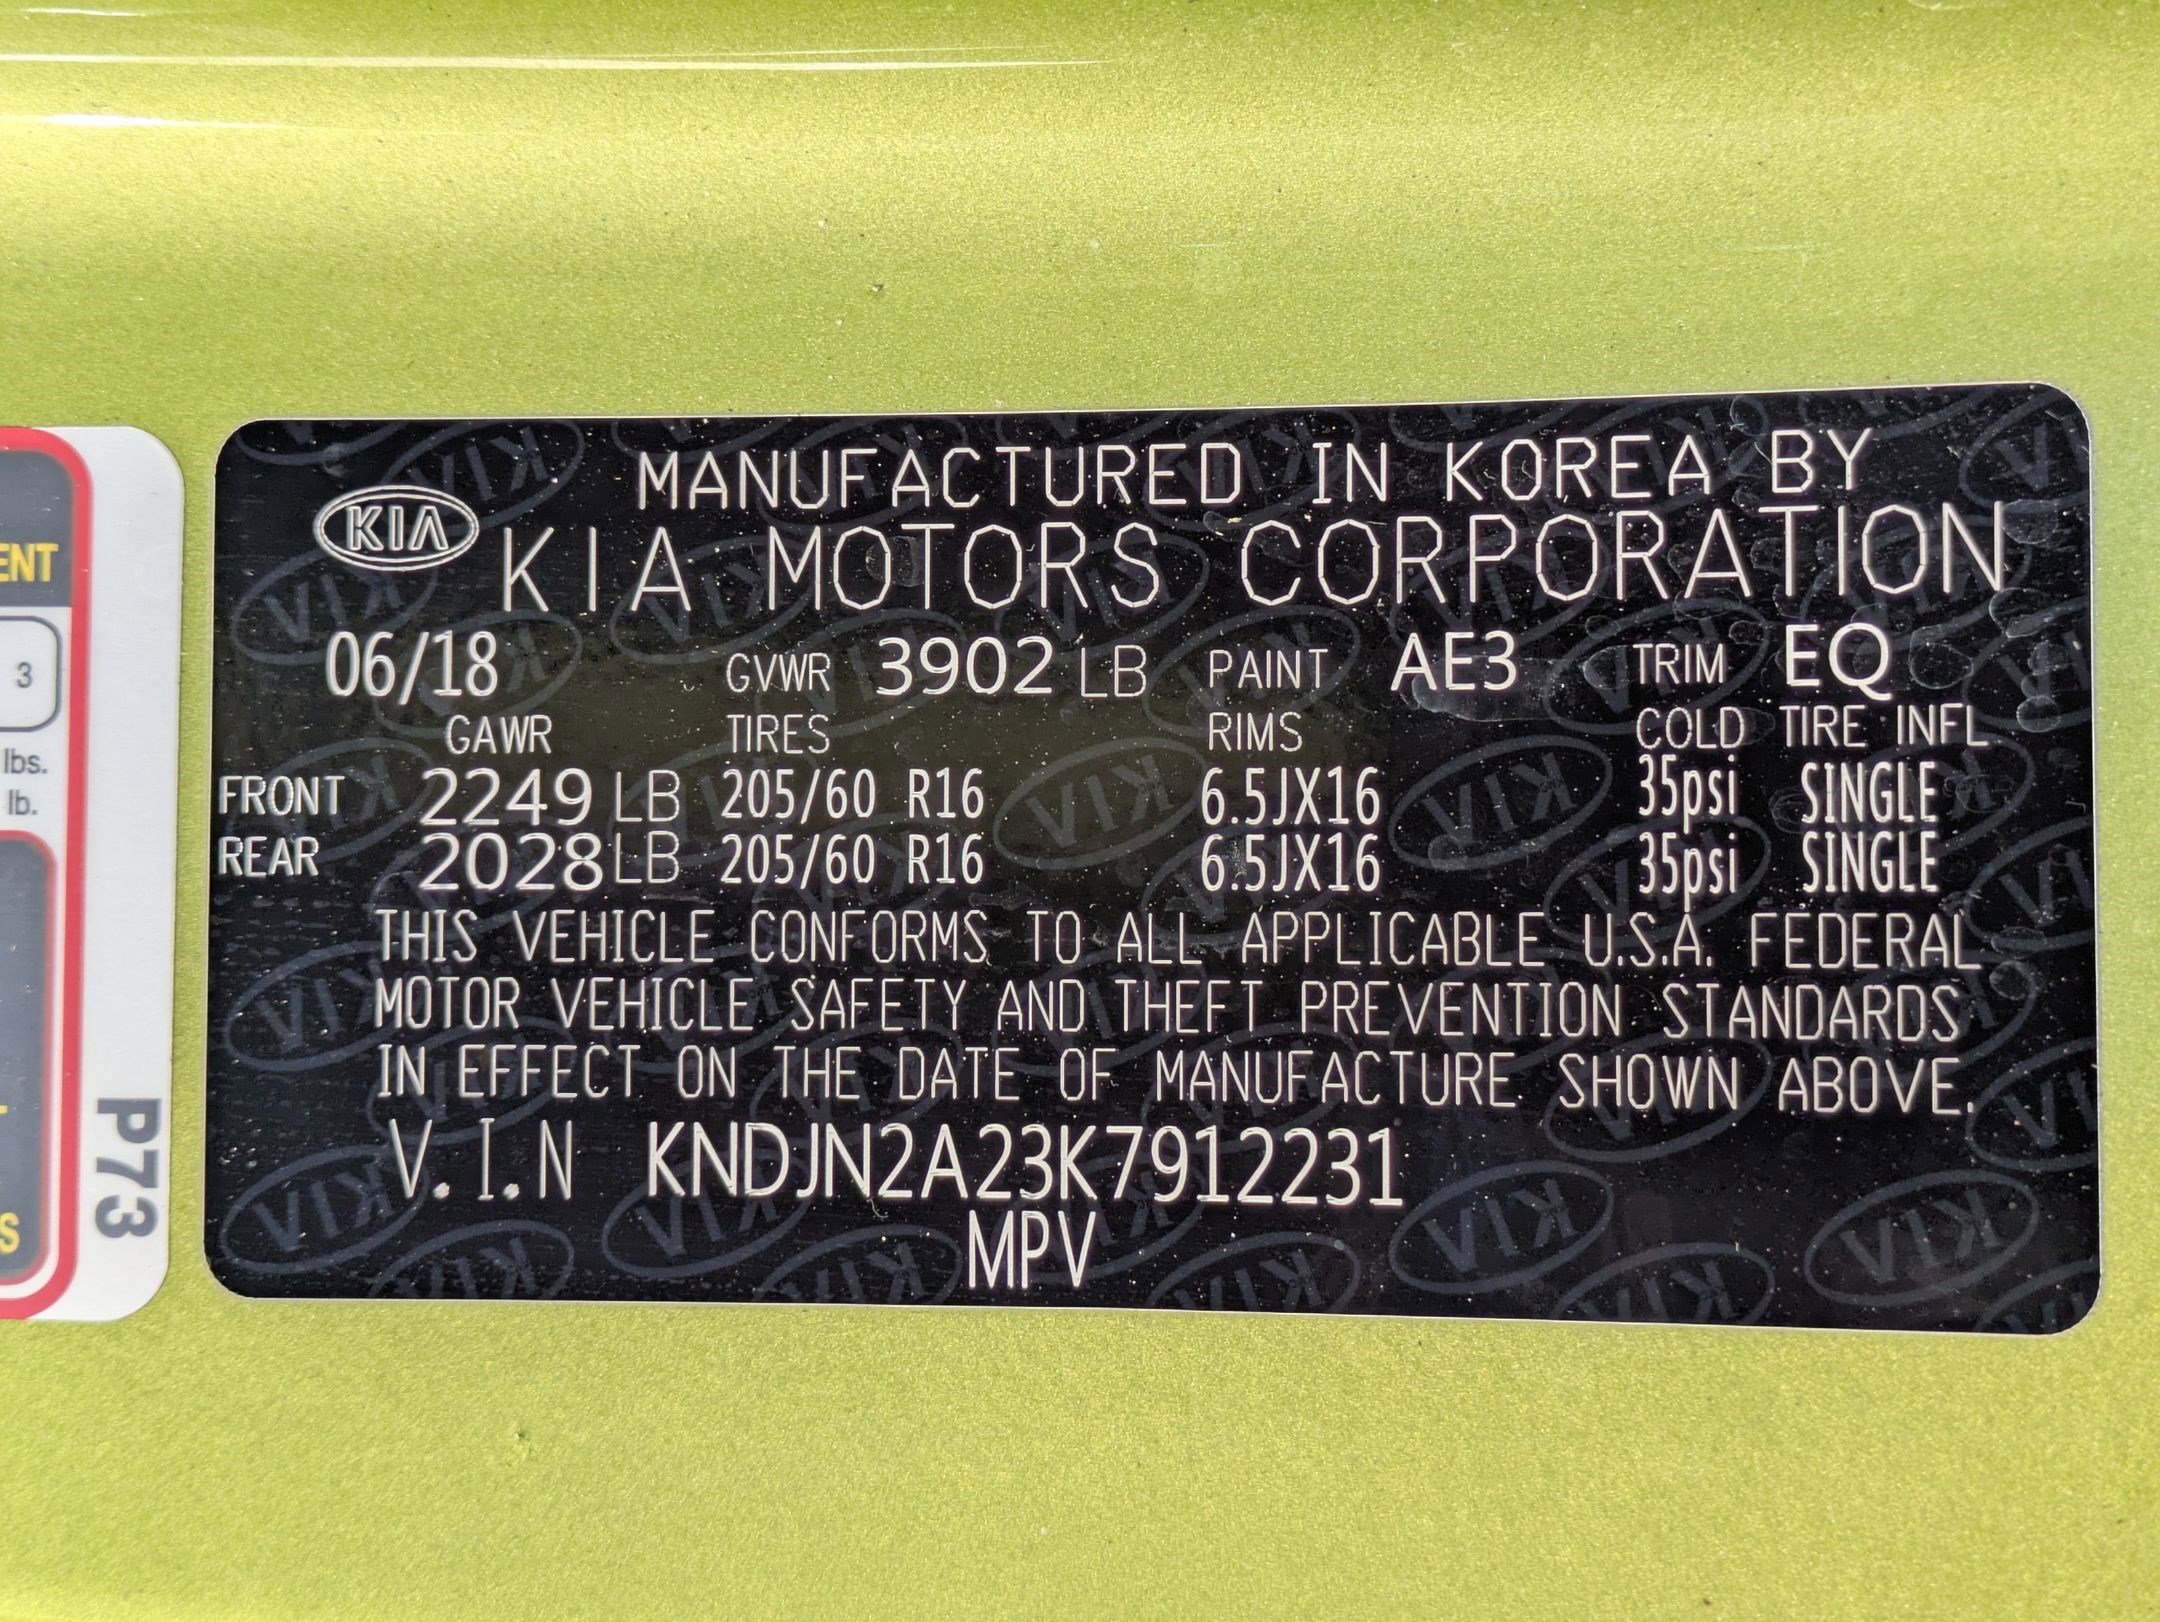 MANUFACTURED IN KOREA BY
KIA KIA MOTORS CORPORATION
06/18 GVWR 3902 LB PAINT AE3 TRIM EQ
GAWR TIRES RIMS COLD TIRE INFL
FRONT 2249 LB 205/60 R16 6.5JX16 35psi SINGLE
REAR 2028 LB 205/60 R16 6.5JX16 35psi SINGLE
THIS VEHICLE CONFORMS TO ALL APPLICABLE U.S.A. FEDERAL
MOTOR VEHICLE SAFETY AND THEFT PREVENTION STANDARDS
IN EFFECT ON THE DATE OF MANUFACTURE SHOWN ABOVE.
V.I.N KNDJN2A23K7912231
MPV
ENT
3
lbs.
lb.
S
P73